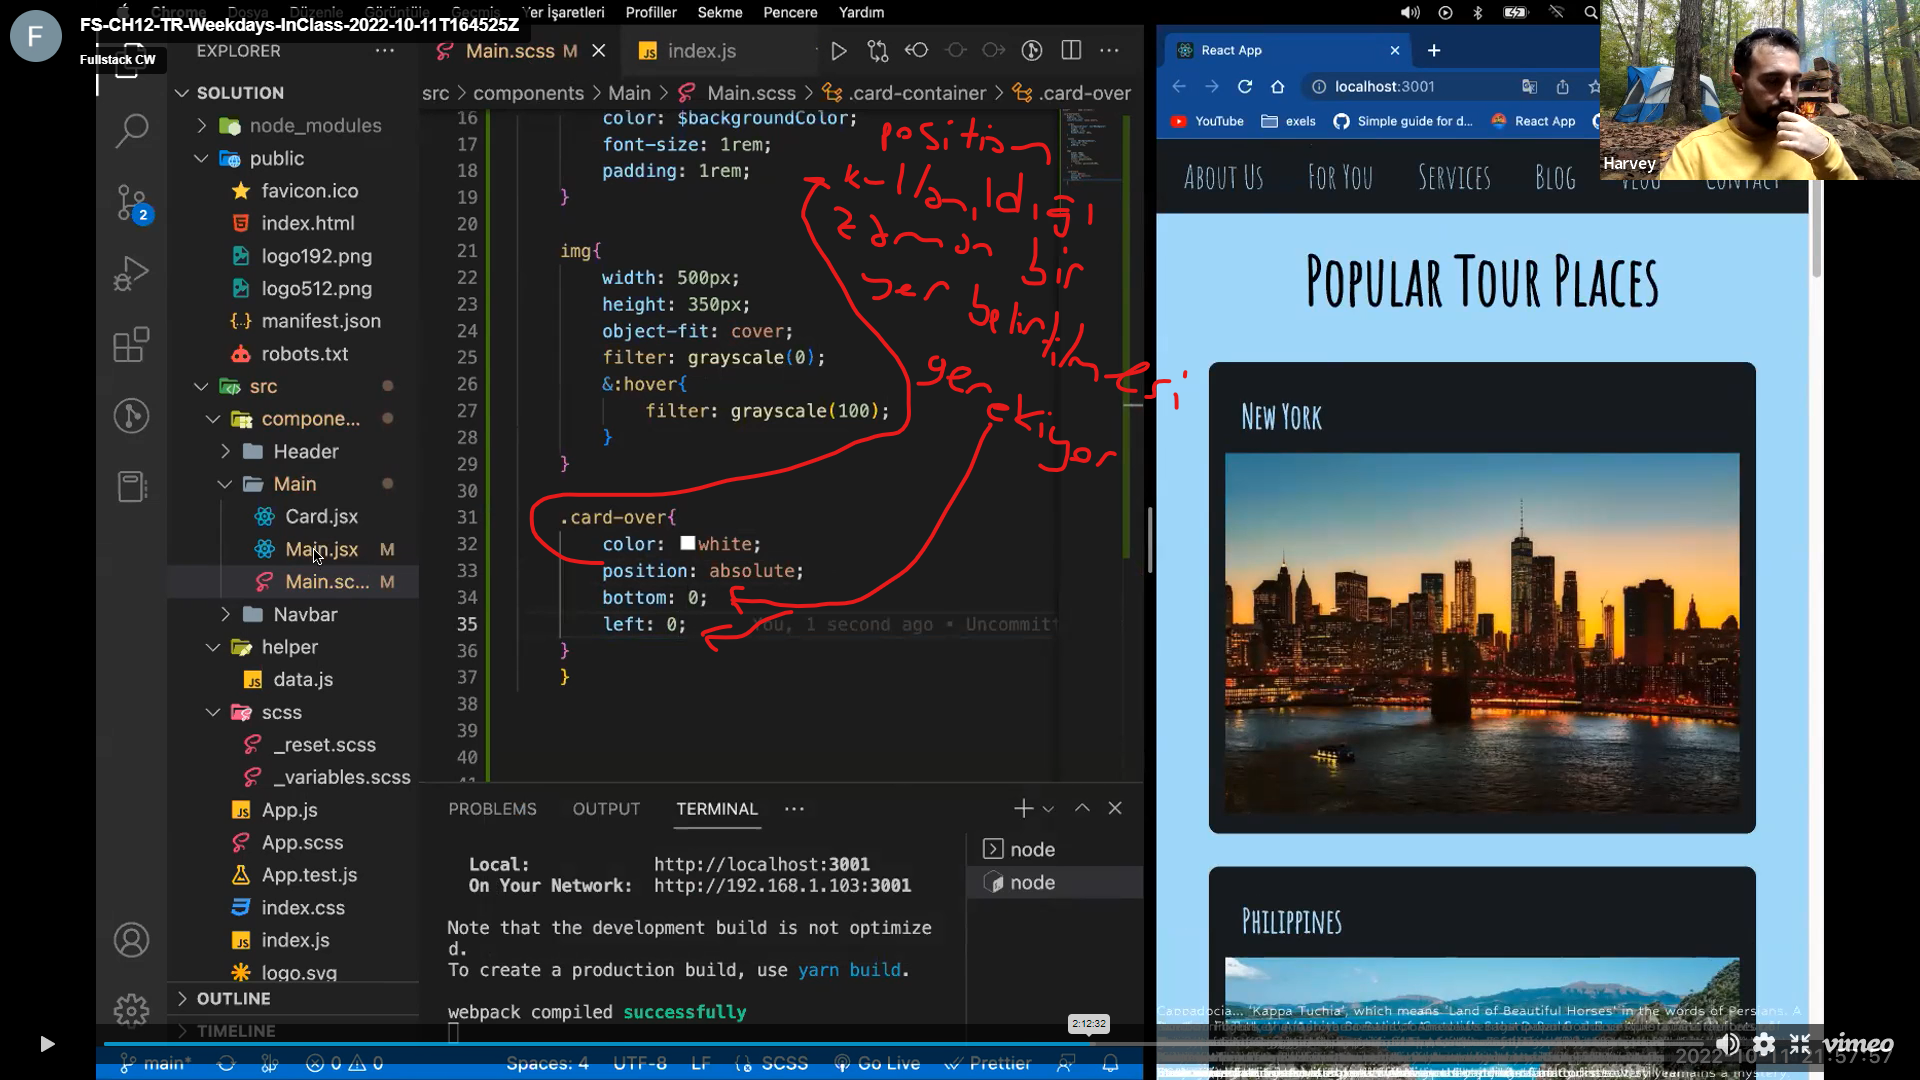 FS-CH12-TR-Weekdays-InClass-2022-10-11T164525Z
Fullstack CW
F
Yer İşaretleri
Profiller
Sekme
Pencere
Yardım
EXPLORER
Main.scss M
index.js
src > components > Main > Main.scss > .card-container > .card-over
SOLUTION
node_modules
public
favicon.ico
index.html
logo192.png
logo512.png
manifest.json
robots.txt
src
compone...
Header
Main
Card.jsx
Main.jsx M
Main.sc... M
Navbar
helper
data.js
scss
_reset.scss
_variables.scss
App.js
App.scss
App.test.js
index.css
index.js
logo.svg
OUTLINE
TIMELINE
2
16 color: $backgroundColor;
17 font-size: 1rem;
18 padding: 1rem;
19 }
20
21 img{
22 width: 500px;
23 height: 350px;
24 object-fit: cover;
25 filter: grayscale(0);
26 &:hover{
27 filter: grayscale(100);
28 }
29 }
30
31 .card-over{
32 color: white;
33 position: absolute;
34 bottom: 0;
35 left: 0; You, 1 second ago • Uncommitt
36 }
37 }
38
39
40
position
kullanıldığı
zaman bir
yer belirtilmesi
gerekiyor
PROBLEMS
OUTPUT
TERMINAL
Local: http://localhost:3001
On Your Network: http://192.168.1.103:3001
Note that the development build is not optimize
d.
To create a production build, use yarn build.
webpack compiled successfully
node
node
main*
0 0
Spaces: 4
UTF-8
LF
SCSS
Go Live
Prettier
2:12:32
React App
localhost:3001
YouTube
exels
Simple guide for d...
React App
Harvey
About Us
For You
Services
Blog
Popular Tour Places
New York
Philippines
Cappadocia... 'Kappa Tuchia', which means 'Land of Beautiful Horses' in the words of Persians. A
vimeo
2022-10-11 21:57:57